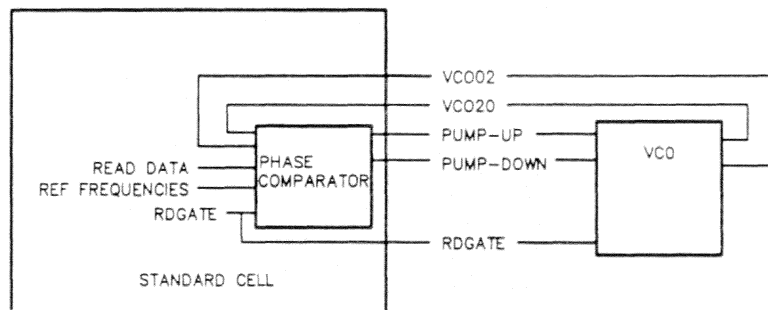 VCO02
VCO20
PUMP-UP
PHASE
COMPARATOR
VCO
READ DATA
PUMP-DOWN
REF FREQUENCIES
RDGATE
RDGATE
STANDARD CELL